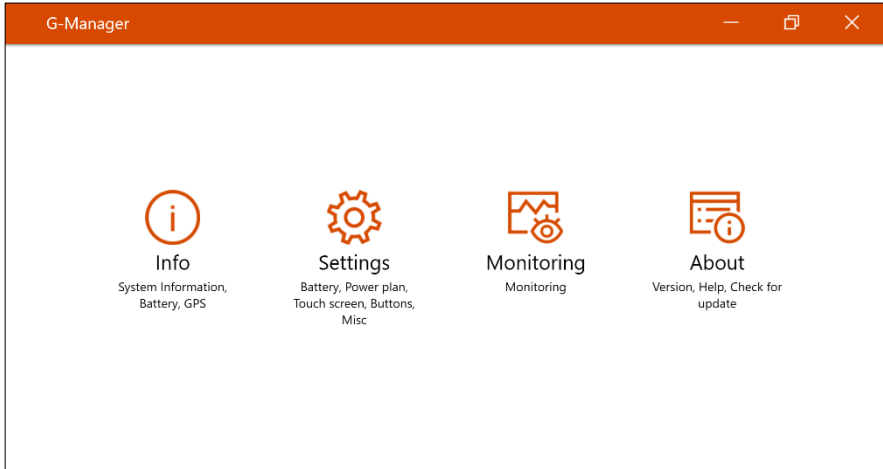 G-Manager
Info
System Information,
Battery, GPS
Settings
Battery, Power plan,
Touch screen, Buttons,
Misc
Monitoring
Monitoring
About
Version, Help, Check for
update